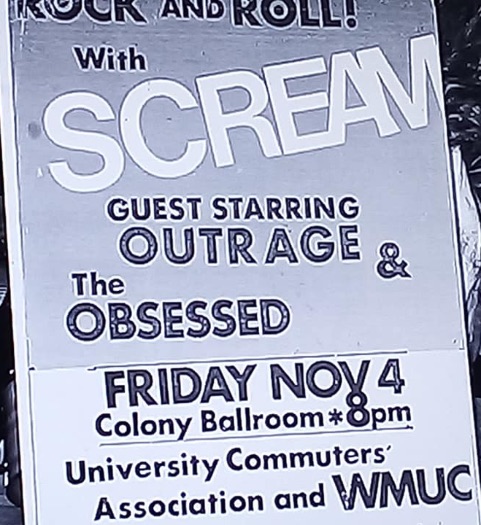 ROCK AND ROLL!
With
SCREAM
GUEST STARRING
OUTRAGE &
The
OBSESSED
FRIDAY NOV 4
Colony Ballroom * 8pm
University Commuters'
Association and WMUC